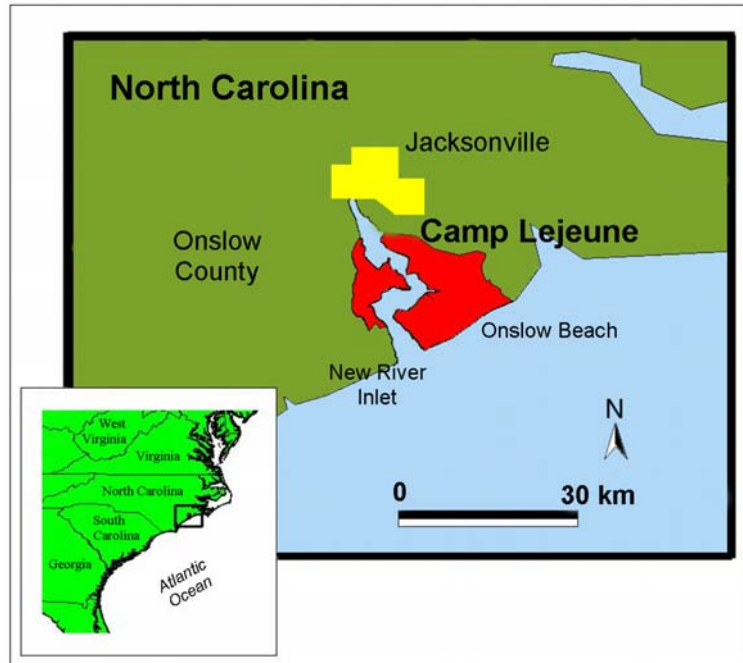 North Carolina
Jacksonville
Camp Lejeune
Onslow
County
Onslow Beach
New River
Inlet
N
0 30 km
West
Virginia
Virginia
North Carolina
South
Carolina
Georgia
Atlantic
Ocean